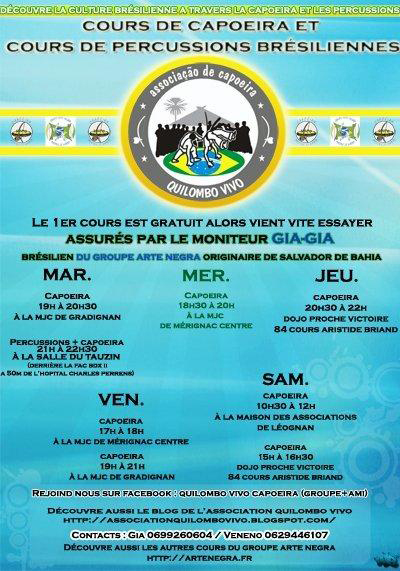 DÉCOUVRE LA CULTURE BRÉSILIENNE A TRAVERS LA CAPOEIRA ET LES PERCUSSIONS
COURS DE CAPOEIRA ET
COURS DE PERCUSSIONS BRÉSILIENNES
associação de capoeira
QUILOMBO VIVO
LE 1ER COURS EST GRATUIT ALORS VIENT VITE ESSAYER
ASSURÉS PAR LE MONITEUR GIA-GIA
BRÉSILIEN DU GROUPE ARTE NEGRA ORIGINAIRE DE SALVADOR DE BAHIA
MAR.
CAPOEIRA
19H À 20H30
À LA MJC DE GRADIGNAN
PERCUSSIONS + CAPOEIRA
21H À 22H30
À LA SALLE DU TAUZIN
(DERRIÈRE LA FAC BDX II
A 50M DE L'HOPITAL CHARLES PERRENS)
MER.
CAPOEIRA
18H30 À 20H
À LA MJC
DE MÉRIGNAC CENTRE
JEU.
CAPOEIRA
20H30 À 22H
DOJO PROCHE VICTOIRE
84 COURS ARISTIDE BRIAND
VEN.
CAPOEIRA
17H À 18H
À LA MJC DE MÉRIGNAC CENTRE
CAPOEIRA
19H À 21H
À LA MJC DE GRADIGNAN
SAM.
CAPOEIRA
10H30 À 12H
À LA MAISON DES ASSOCIATIONS
DE LÉOGNAN
CAPOEIRA
15H À 16H30
DOJO PROCHE VICTOIRE
84 COURS ARISTIDE BRIAND
REJOIND NOUS SUR FACEBOOK : QUILOMBO VIVO CAPOEIRA (GROUPE+AMI)
DÉCOUVRE AUSSI LE BLOG DE L'ASSOCIATION QUILOMBO VIVO
HTTP://ASSOCIATIONQUILOMBOVIVO.BLOGSPOT.COM/
CONTACTS : GIA 0699260604 / VENENO 0629446107
DÉCOUVRE AUSSI LES AUTRES COURS DU GROUPE ARTE NEGRA
HTTP://ARTENEGRA.FR